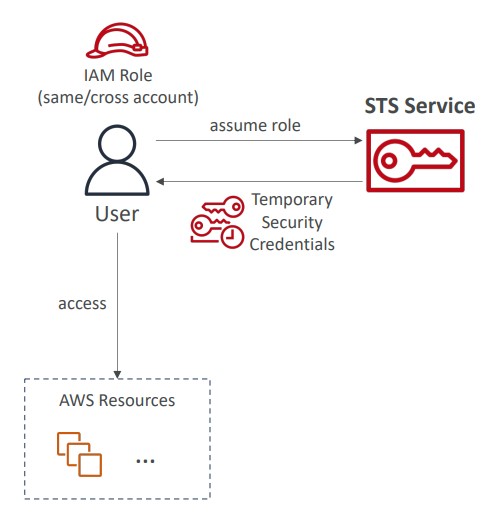 IAM Role
(same/cross account)
STS Service
assume role
User
Temporary
Security
Credentials
access
AWS Resources
...